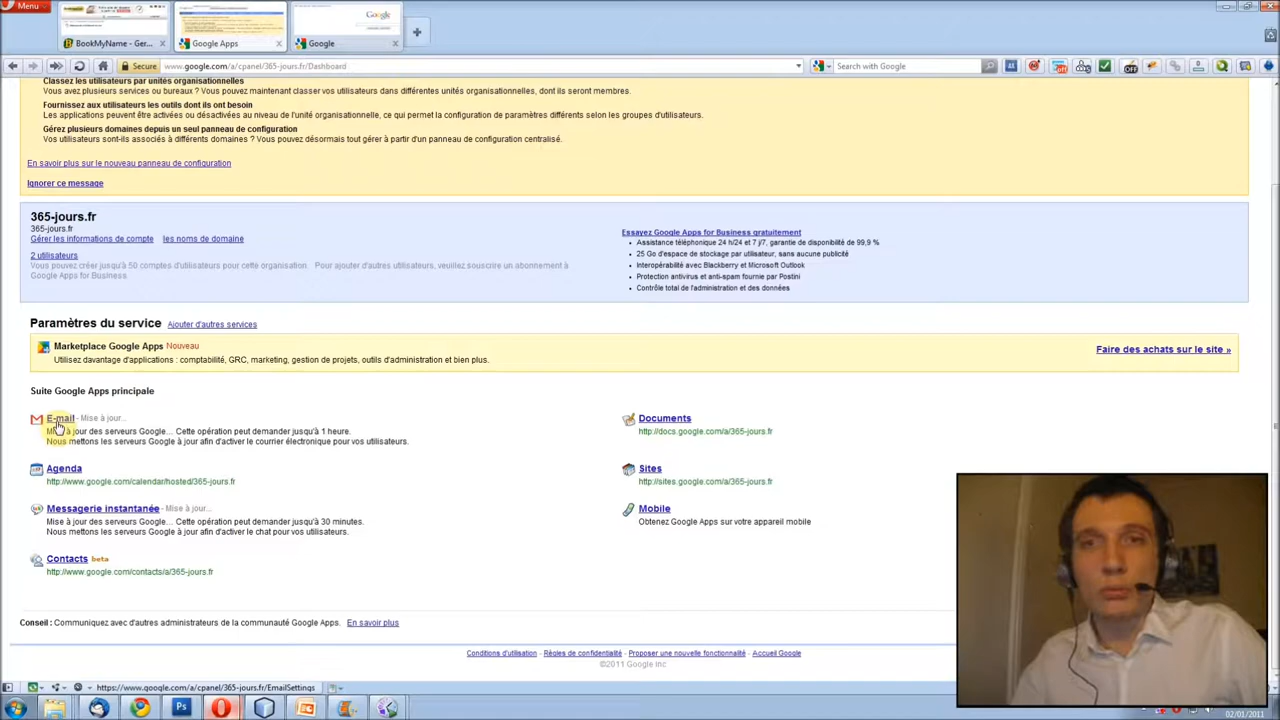 Menu
BookMyName - Ger...
Google Apps
Google
Google
Secure
www.google.com/a/cpanel/365-jours.fr/Dashboard
Search with Google
Classez les utilisateurs par unités organisationnelles
Vous avez plusieurs services ou bureaux ? Vous pouvez maintenant classer vos utilisateurs dans différentes unités organisationnelles, dont ils seront membres.
Fournissez aux utilisateurs les outils dont ils ont besoin
Les applications peuvent être activées ou désactivées au niveau de l'unité organisationnelle, ce qui permet la configuration de paramètres différents selon les groupes d'utilisateurs.
Gérez plusieurs domaines depuis un seul panneau de configuration
Vos utilisateurs sont-ils associés à différents domaines ? Vous pouvez désormais tout gérer à partir d'un panneau de configuration centralisé.
En savoir plus sur le nouveau panneau de configuration
Ignorer ce message
365-jours.fr
365-jours.fr
Gérer les informations de compte les noms de domaine
2 utilisateurs
Vous pouvez créer jusqu'à 50 comptes d'utilisateurs pour cette organisation. Pour ajouter d'autres utilisateurs, veuillez souscrire un abonnement à
Google Apps for Business.
Essayez Google Apps for Business gratuitement
Assistance téléphonique 24 h/24 et 7 j/7, garantie de disponibilité de 99,9 %
25 Go d'espace de stockage par utilisateur, sans aucune publicité
Interopérabilité avec Blackberry et Microsoft Outlook
Protection antivirus et anti-spam fournie par Postini
Contrôle total de l'administration et des données
Paramètres du service Ajouter d'autres services
Marketplace Google Apps Nouveau
Utilisez davantage d'applications : comptabilité, GRC, marketing, gestion de projets, outils d'administration et bien plus.
Faire des achats sur le site »
Suite Google Apps principale
E-mail - Mise à jour...
Mise à jour des serveurs Google... Cette opération peut demander jusqu'à 1 heure.
Nous mettons les serveurs Google à jour afin d'activer le courrier électronique pour vos utilisateurs.
Documents
http://docs.google.com/a/365-jours.fr
Agenda
http://www.google.com/calendar/hosted/365-jours.fr
Sites
http://sites.google.com/a/365-jours.fr
Messagerie instantanée - Mise à jour...
Mise à jour des serveurs Google... Cette opération peut demander jusqu'à 30 minutes.
Nous mettons les serveurs Google à jour afin d'activer le chat pour vos utilisateurs.
Mobile
Obtenez Google Apps sur votre appareil mobile
Contacts beta
http://www.google.com/contacts/a/365-jours.fr
Conseil : Communiquez avec d'autres administrateurs de la communauté Google Apps. En savoir plus
Conditions d'utilisation - Règles de confidentialité - Proposer une nouvelle fonctionnalité - Accueil Google
©2011 Google Inc
https://www.google.com/a/cpanel/365-jours.fr/EmailSettings
Ps
02/03/2011